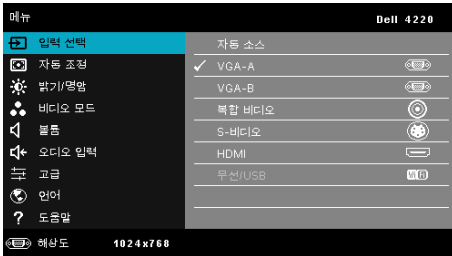 메뉴 Dell 4220
입력 선택 자동 소스
자동 조정 VGA-A
밝기/명암 VGA-B
비디오 모드 복합 비디오
볼륨 S-비디오
오디오 입력 HDMI
고급 무선/USB WiFi
언어
도움말
해상도 1024x768